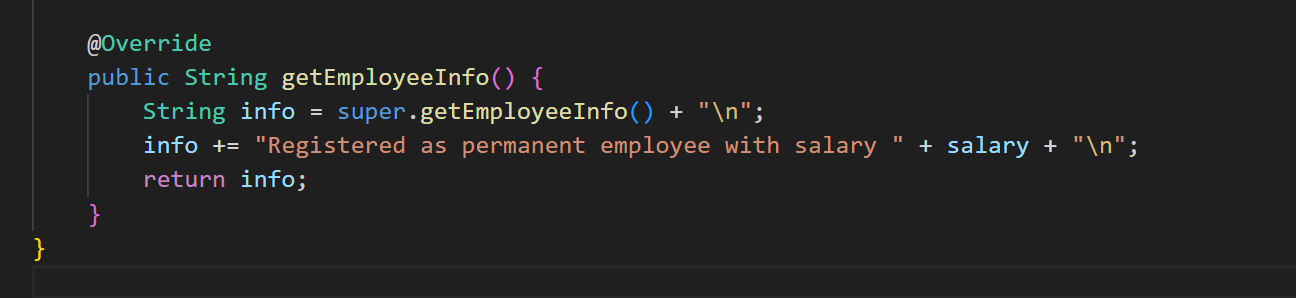 @Override
public String getEmployeeInfo() {
String info = super.getEmployeeInfo() + "\n";
info += "Registered as permanent employee with salary " + salary + "\n";
return info;
}
}